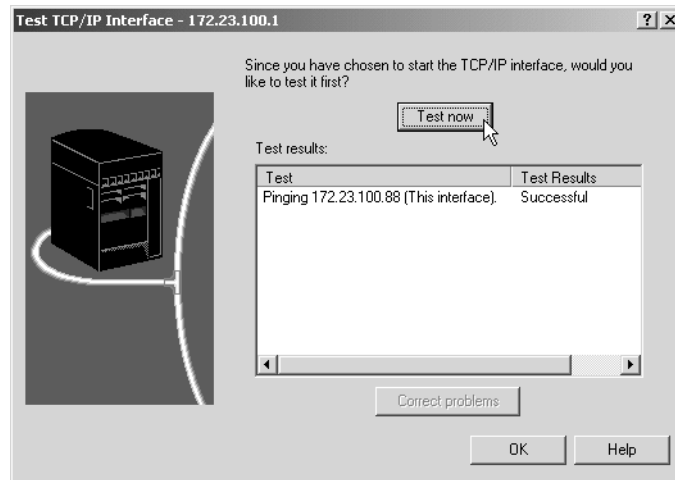 Test TCP/IP Interface - 172.23.100.1
Since you have chosen to start the TCP/IP interface, would you
like to test it first?
Test now
Test results:
Test Test Results
Pinging 172.23.100.88 (This interface). Successful
Correct problems
OK Help